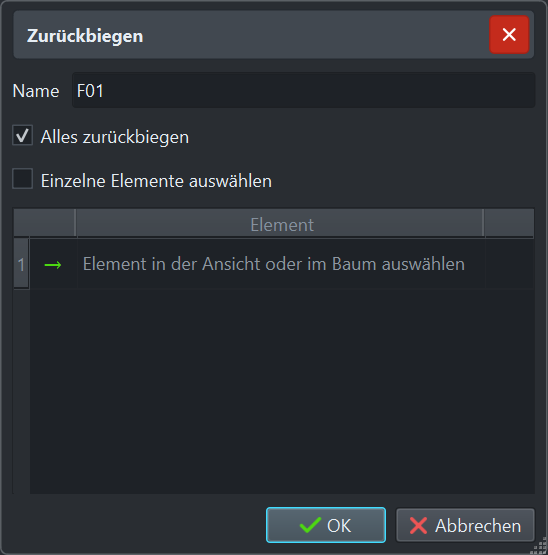 Zurückbiegen
Name F01
Alles zurückbiegen
Einzelne Elemente auswählen
Element
1 → Element in der Ansicht oder im Baum auswählen
OK Abbrechen